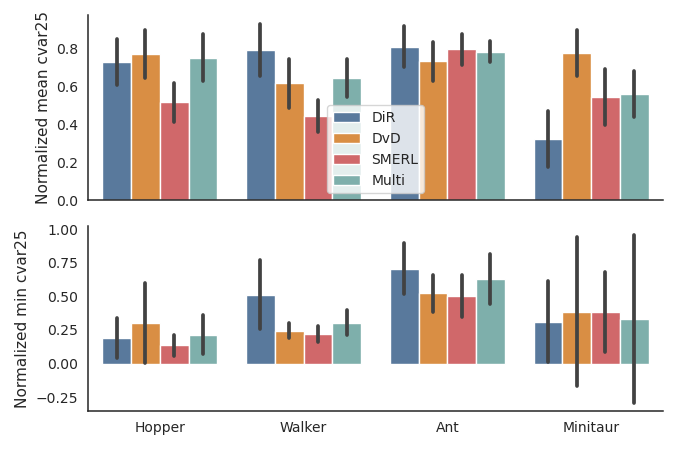 Normalized mean cvar25
0.8
0.6
0.4
0.2
0.0
DiR
DvD
SMERL
Multi
Normalized min cvar25
1.00
0.75
0.50
0.25
0.00
−0.25
Hopper Walker Ant Minitaur